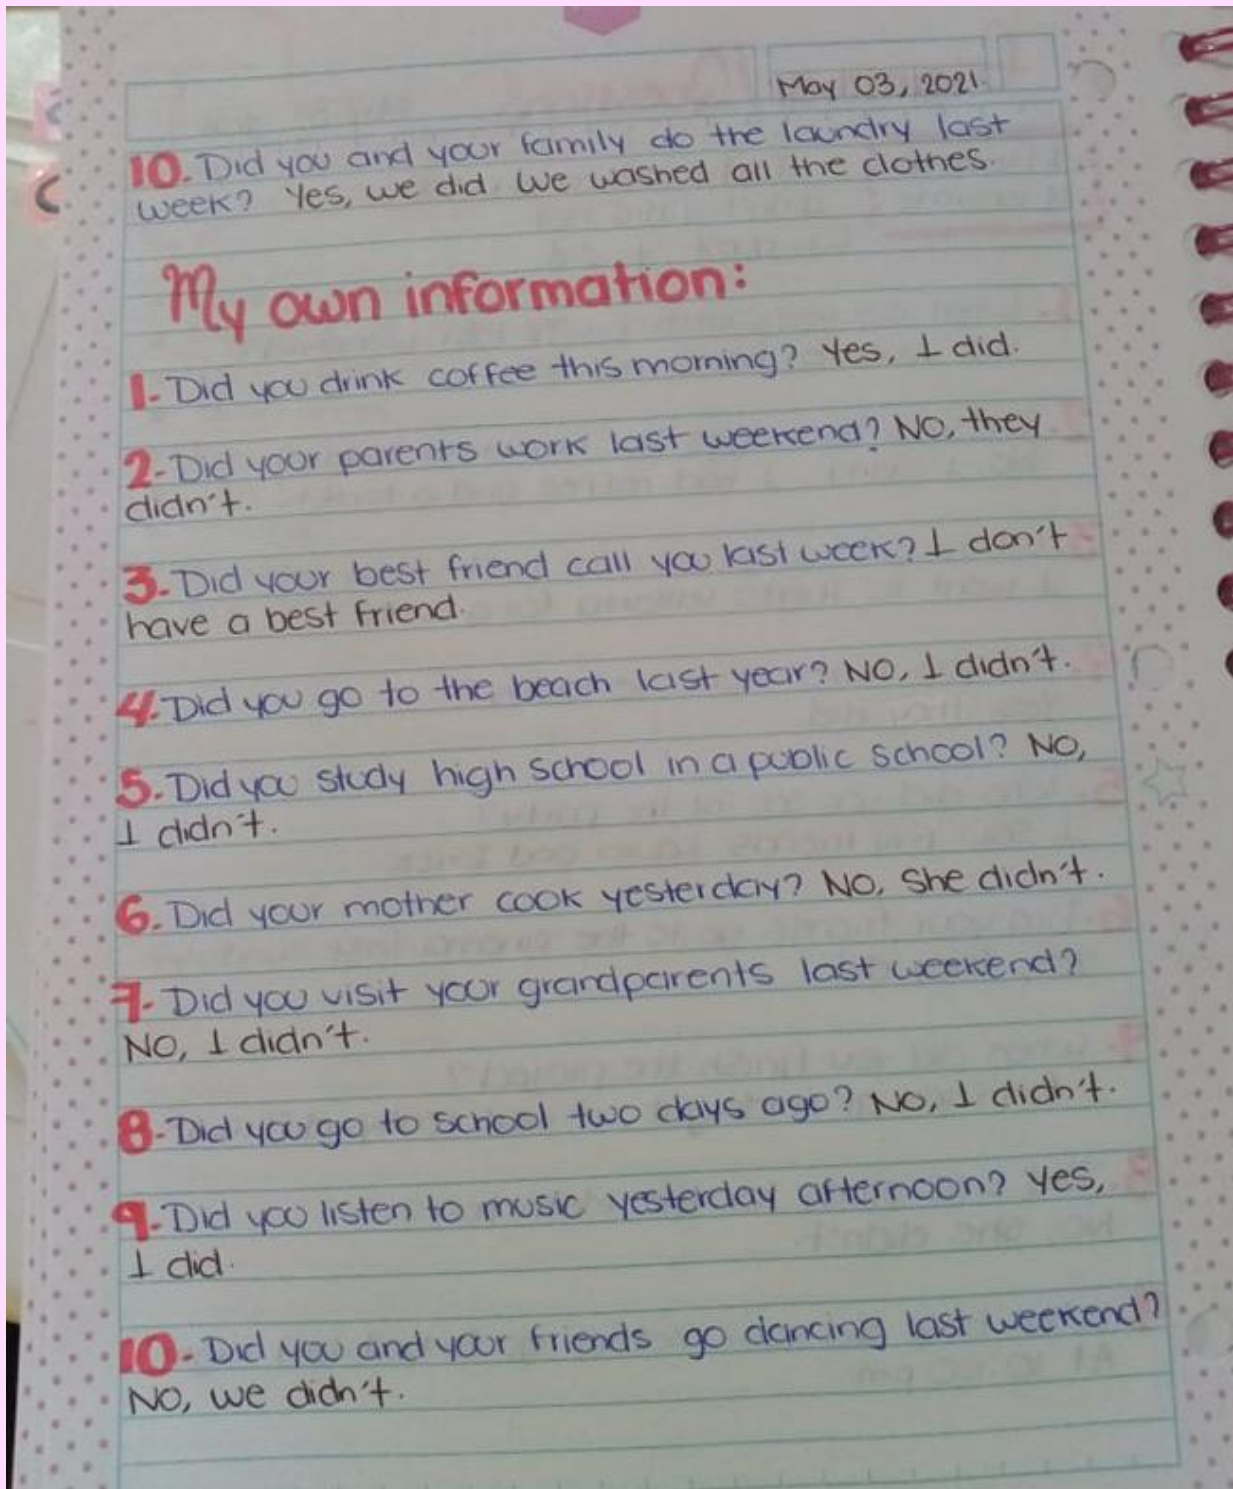 May 03, 2021.
10. Did you and your family do the laundry last
week? Yes, we did. We washed all the clothes.
My own information:
1- Did you drink coffee this morning? Yes, I did.
2- Did your parents work last weekend? No, they
didn't.
3- Did your best friend call you last week? I don't
have a best friend.
4. Did you go to the beach last year? No, I didn't.
5. Did you study high school in a public school? No,
I didn't.
6. Did your mother cook yesterday? No, she didn't.
7- Did you visit your grandparents last weekend?
No, I didn't.
8- Did you go to school two days ago? No, I didn't.
9- Did you listen to music yesterday afternoon? Yes,
I did.
10- Did you and your friends go dancing last weekend?
No, we didn't.